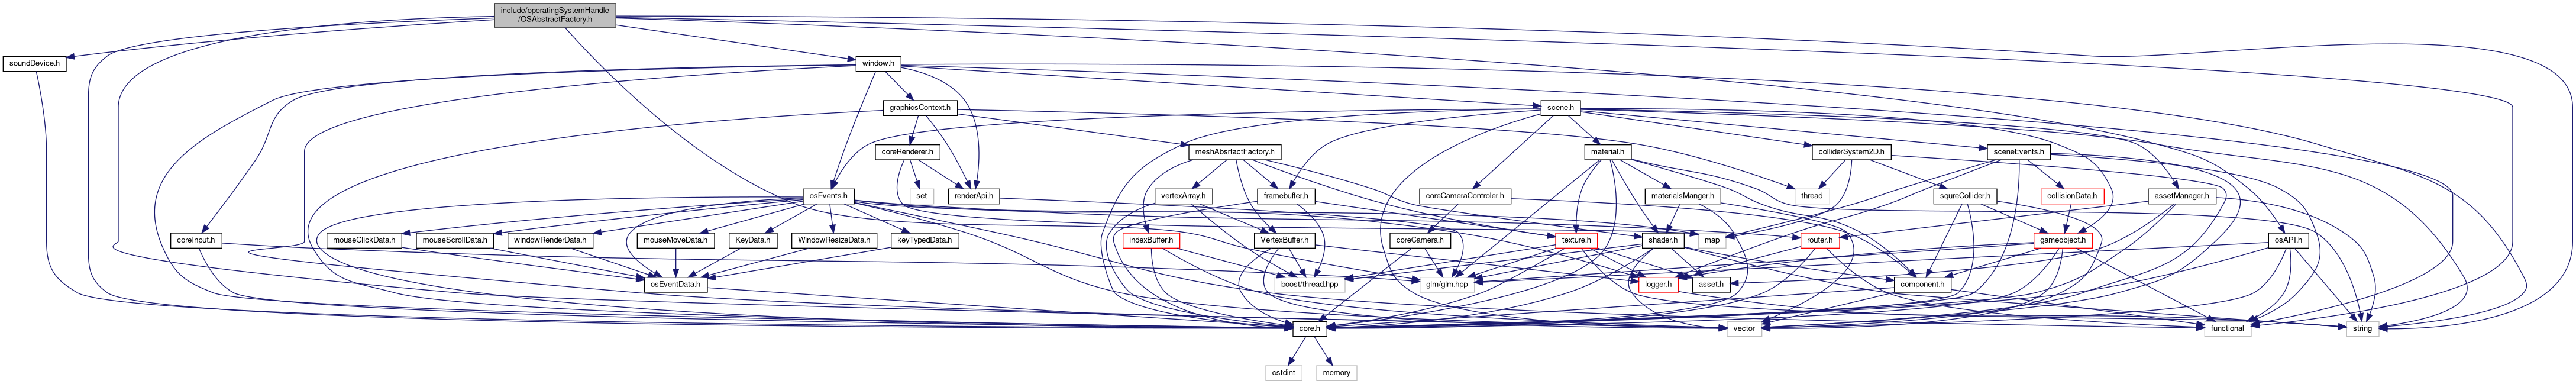 include/operatingSystemHandle
/OSAbstractFactory.h
soundDevice.h
window.h
graphicsContext.h
scene.h
coreRenderer.h
meshAbsrtactFactory.h
material.h
colliderSystem2D.h
sceneEvents.h
osEvents.h
set
renderApi.h
vertexArray.h
framebuffer.h
coreCameraControler.h
materialsManger.h
thread
squreCollider.h
collisionData.h
assetManager.h
coreInput.h
mouseClickData.h
mouseScrollData.h
windowRenderData.h
mouseMoveData.h
KeyData.h
WindowResizeData.h
keyTypedData.h
indexBuffer.h
VertexBuffer.h
coreCamera.h
texture.h
shader.h
map
router.h
gameobject.h
osAPI.h
osEventData.h
boost/thread.hpp
glm/glm.hpp
logger.h
asset.h
component.h
core.h
vector
functional
string
cstdint
memory